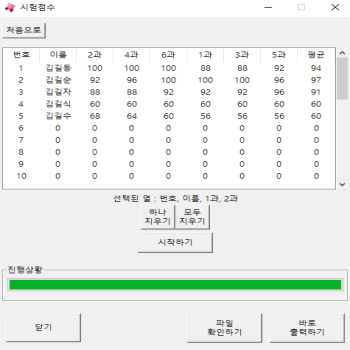 시험점수
처음으로
번호 이름 2과 4과 6과 1과 3과 5과 평균
1 김길동 100 100 100 88 88 92 94
2 김길순 92 96 100 100 100 96 97
3 김길자 88 88 92 92 92 96 91
4 김길식 60 60 60 60 60 60 60
5 김길수 68 64 60 56 56 56 60
6 0 0 0 0 0 0 0
7 0 0 0 0 0 0 0
8 0 0 0 0 0 0 0
9 0 0 0 0 0 0 0
10 0 0 0 0 0 0 0
선택된 열 : 번호, 이름, 1과, 2과
하나 모두
지우기 지우기
시작하기
진행상황
닫기
파일
확인하기
바로
출력하기